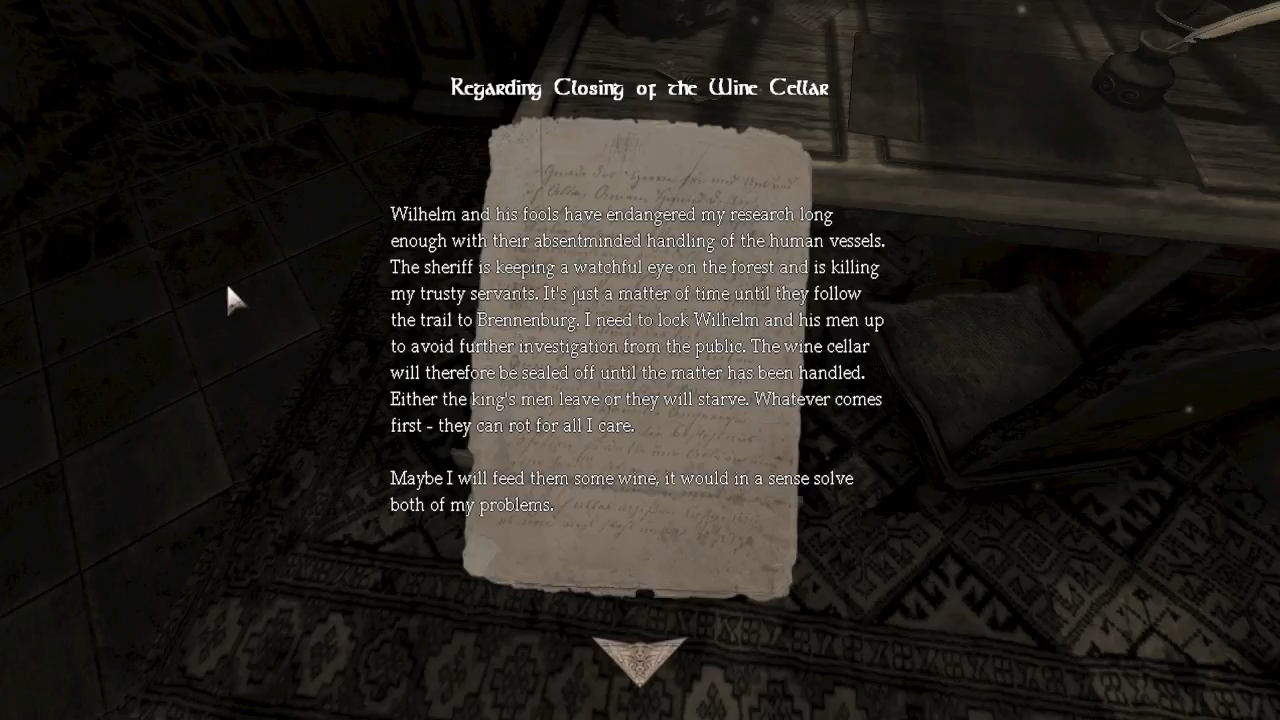 Regarding Closing of the Wine Cellar
Wilhelm and his fools have endangered my research long
enough with their absentminded handling of the human vessels.
The sheriff is keeping a watchful eye on the forest and is killing
my trusty servants. It's just a matter of time until they follow
the trail to Brennenburg. I need to lock Wilhelm and his men up
to avoid further investigation from the public. The wine cellar
will therefore be sealed off until the matter has been handled.
Either the king's men leave or they will starve. Whatever comes
first - they can rot for all I care.
Maybe I will feed them some wine, it would in a sense solve
both of my problems.